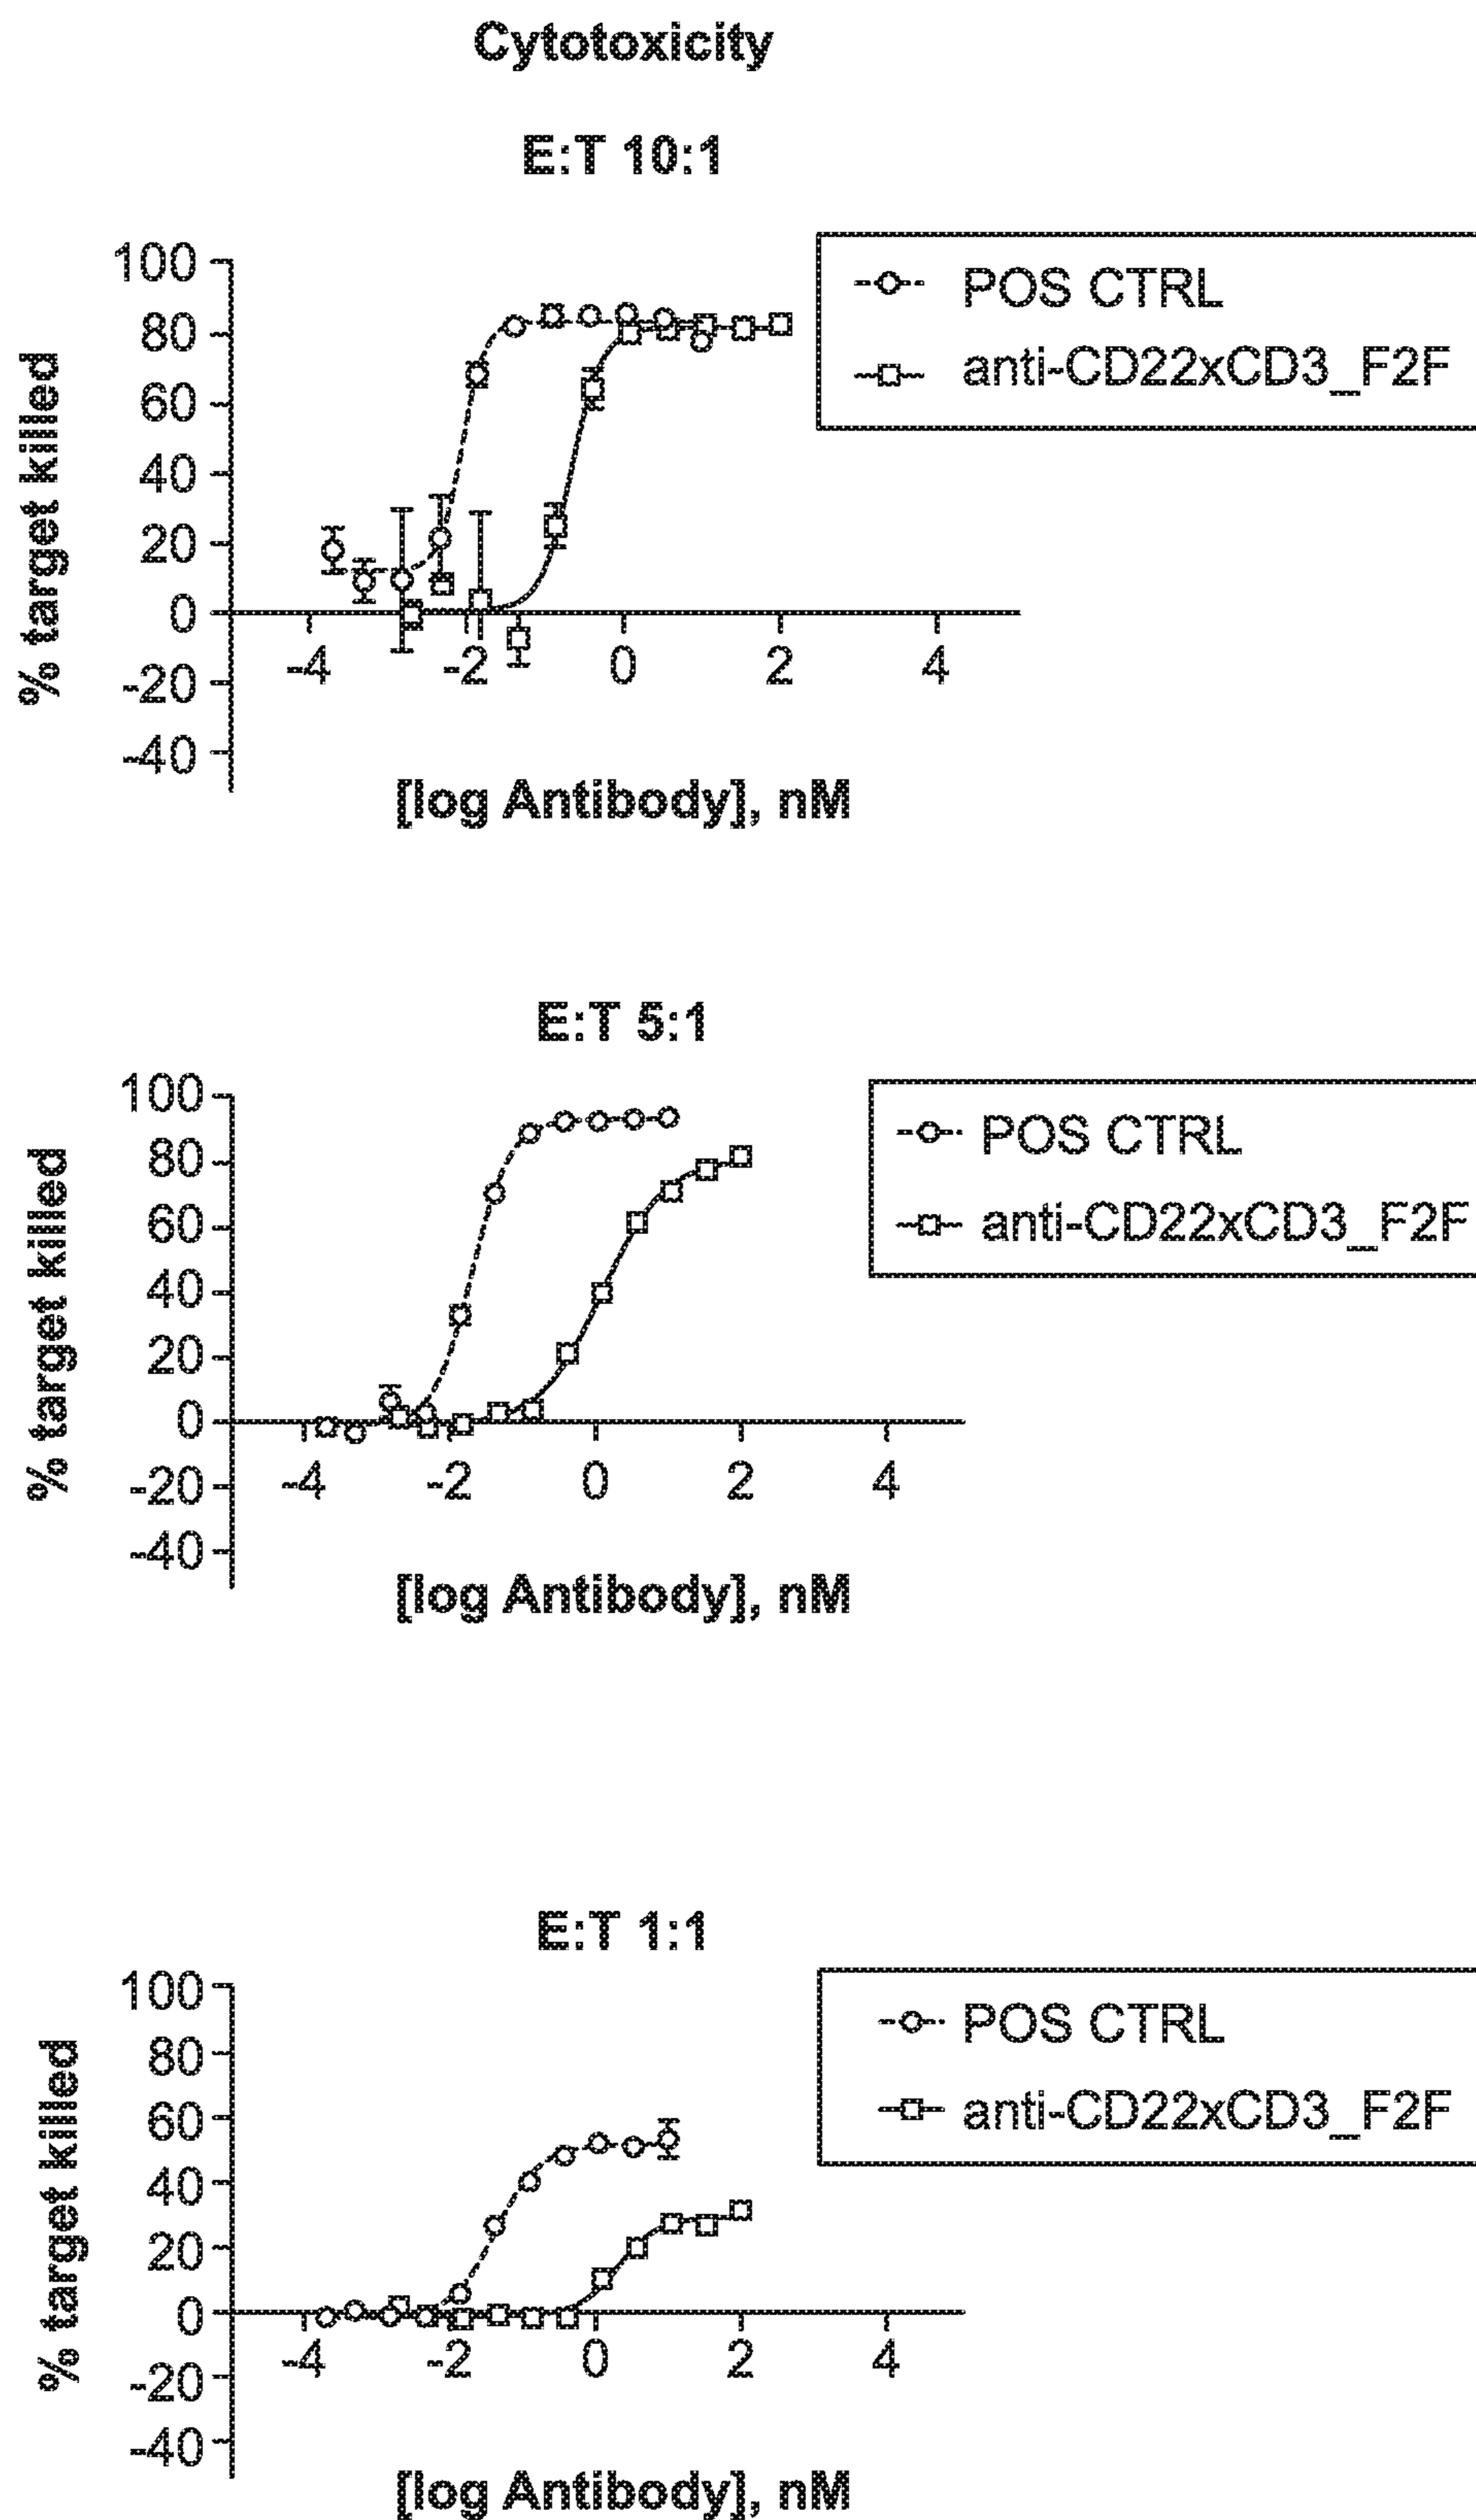 Cytotoxicity
E:T 10:1
% target killed
100
80
60
40
20
0
-20
-40
-4
-2
0
2
4
[log Antibody], nM
POS CTRL
anti-CD22xCD3_F2F
E:T 5:1
% target killed
100
80
60
40
20
0
-20
-40
-4
-2
0
2
4
[log Antibody], nM
POS CTRL
anti-CD22xCD3_F2F
E:T 1:1
% target killed
100
80
60
40
20
0
-20
-40
-4
-2
0
2
4
[log Antibody], nM
POS CTRL
anti-CD22xCD3_F2F